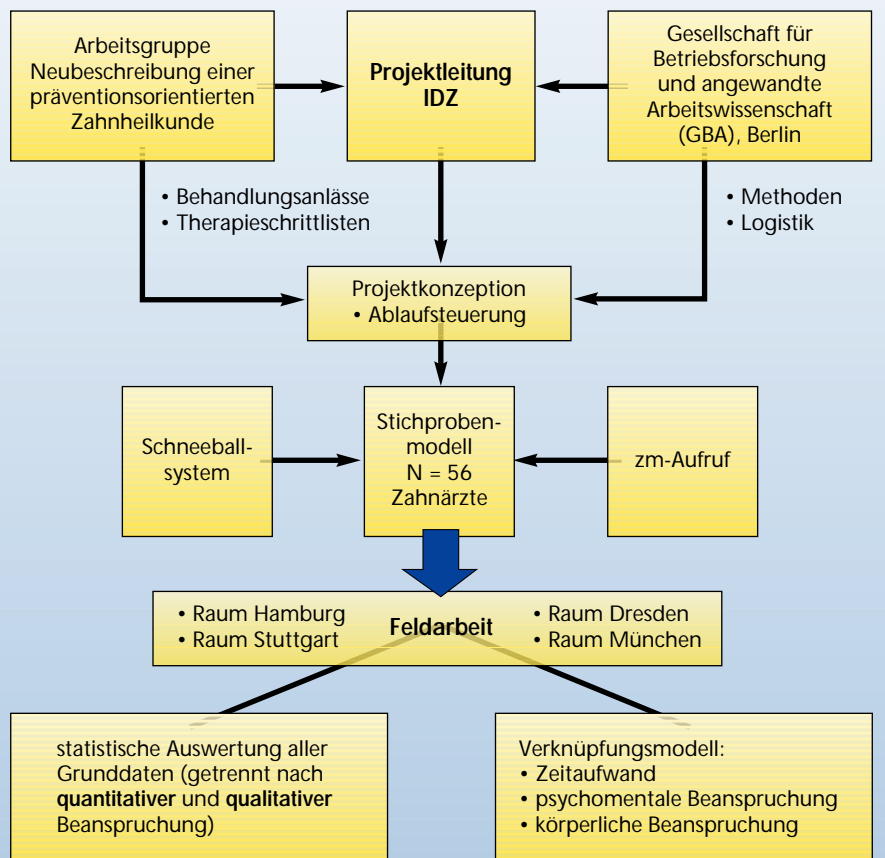 Arbeitsgruppe
Neubeschreibung einer
präventionsorientierten
Zahnheilkunde
Projektleitung
IDZ
Gesellschaft für
Betriebsforschung
und angewandte
Arbeitswissenschaft
(GBA), Berlin
• Behandlungsanlässe
• Therapieschrittlisten
• Methoden
• Logistik
Projektkonzeption
• Ablaufsteuerung
Schneeball-
system
Stichproben-
modell
N = 56
Zahnärzte
zm-Aufruf
• Raum Hamburg
• Raum Stuttgart
Feldarbeit
• Raum Dresden
• Raum München
statistische Auswertung aller
Grunddaten (getrennt nach
quantitativer und qualitativer
Beanspruchung)
Verknüpfungsmodell:
• Zeitaufwand
• psychomentale Beanspruchung
• körperliche Beanspruchung